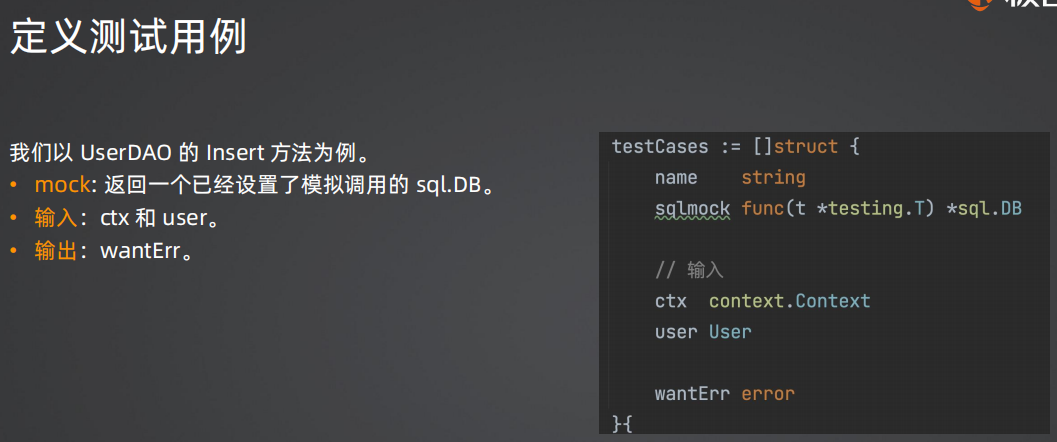 定义测试用例
我们以 UserDAO 的 Insert 方法为例。
• mock: 返回一个已经设置了模拟调用的 sql.DB。
• 输入：ctx 和 user。
• 输出：wantErr。
testCases := []struct {
name string
sqlmock func(t *testing.T) *sql.DB
// 输入
ctx context.Context
user User
wantErr error
}{